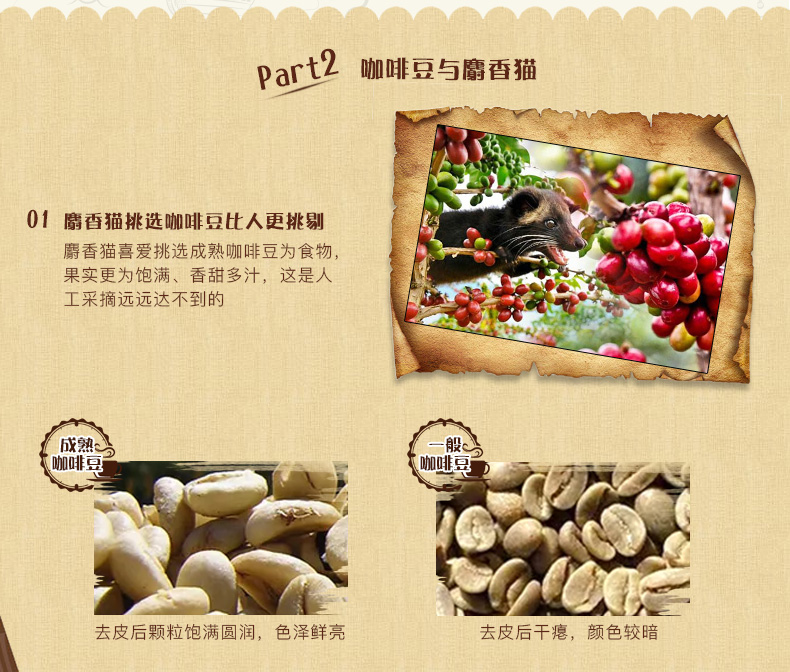 Part2 咖啡豆与麝香猫
01 麝香猫挑选咖啡豆比人更挑剔
麝香猫喜爱挑选成熟咖啡豆为食物，
果实更为饱满、香甜多汁，这是人
工采摘远远达不到的
成熟
咖啡豆
一般
咖啡豆
去皮后颗粒饱满圆润，色泽鲜亮
去皮后干瘪，颜色较暗